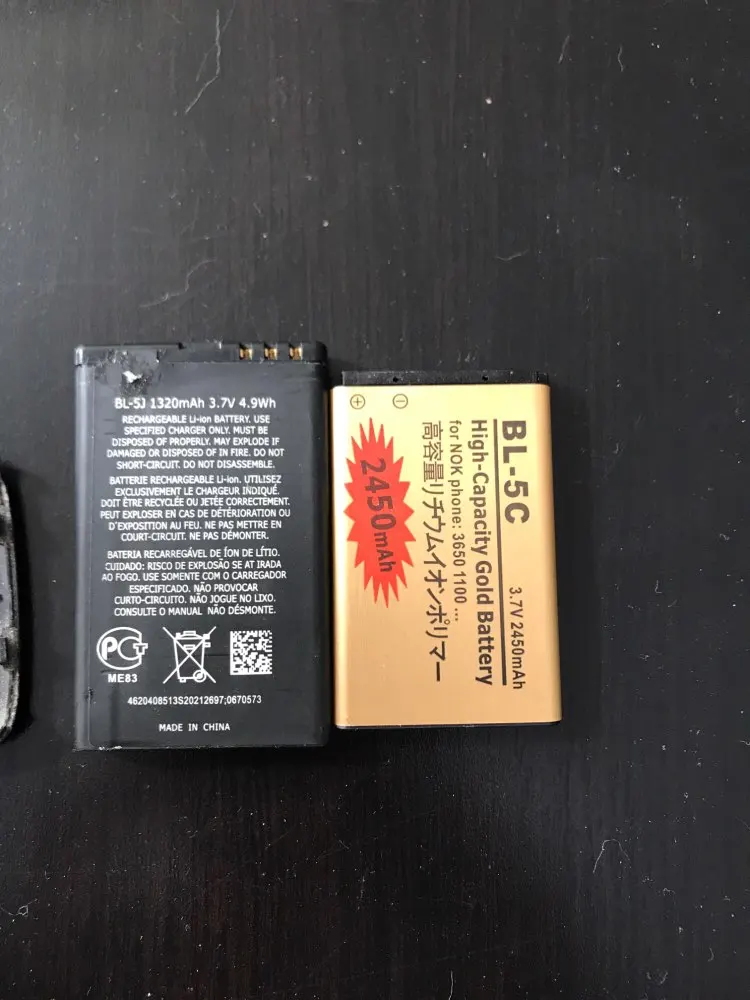 BL-5J 1320mAh 3.7V 4.9Wh
RECHARGEABLE Li-ion BATTERY. USE
SPECIFIED CHARGER ONLY. MUST BE
DISPOSED OF PROPERLY. MAY EXPLODE IF
DAMAGED OR DISPOSED OF IN FIRE. DO NOT
SHORT-CIRCUIT. DO NOT DISASSEMBLE.
BATTERIE RECHARGEABLE Li-ion. UTILISEZ
EXCLUSIVEMENT LE CHARGEUR INDIQUÉ.
DOIT ÊTRE RECYCLÉE OU JETÉE CORRECTEMENT.
PEUT EXPLOSER EN CAS DE DÉTÉRIORATION OU
D'EXPOSITION AU FEU. NE PAS METTRE EN
COURT-CIRCUIT. NE PAS DÉMONTER.
BATERIA RECARREGÁVEL DE ÍON DE LÍTIO.
CUIDADO: RISCO DE EXPLOSÃO SE ATIRADA
AO FOGO. USE SOMENTE COM O CARREGADOR
ESPECIFICADO. NÃO PROVOCAR
CURTO-CIRCUITO. NÃO JOGUE NO LIXO.
CONSULTE O MANUAL NÃO DESMONTE.
PCT
ME83
4620408513S20212697;0670573
MADE IN CHINA
+ -
BL-5C
3.7V 2450mAh
High-Capacity Gold Battery
for NOK phone: 3650 1100 ...
高容量リチウムイオンポリマー
2450mAh